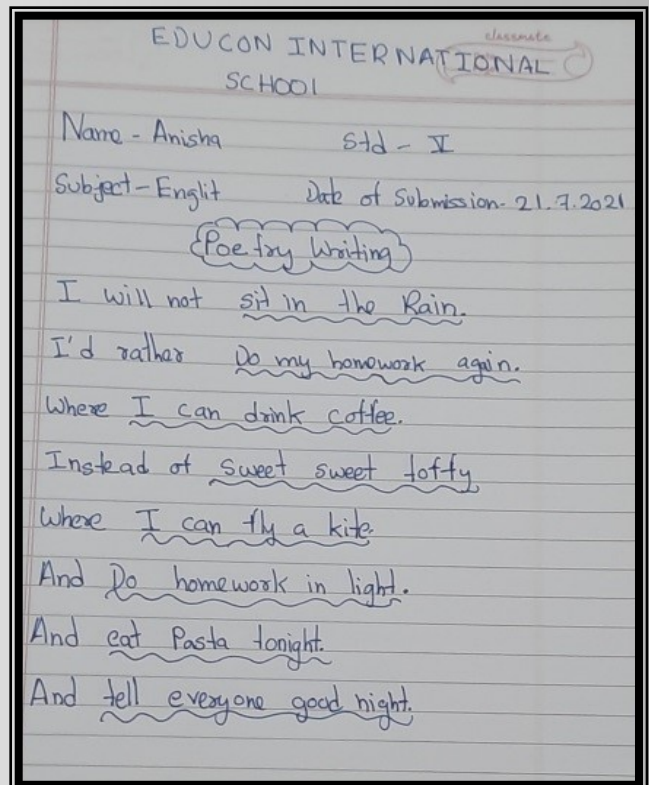 classmate
EDUCON INTERNATIONAL
SCHOOL
Name - Anisha Std - V
Subject - Englit Date of Submission - 21.7.2021
Poetry Writing
I will not sit in the Rain.
I'd rather Do my homework again.
Where I can drink coffee.
Instead of sweet sweet toffy
Where I can fly a kite.
And Do homework in light.
And eat Pasta tonight.
And tell everyone good night.